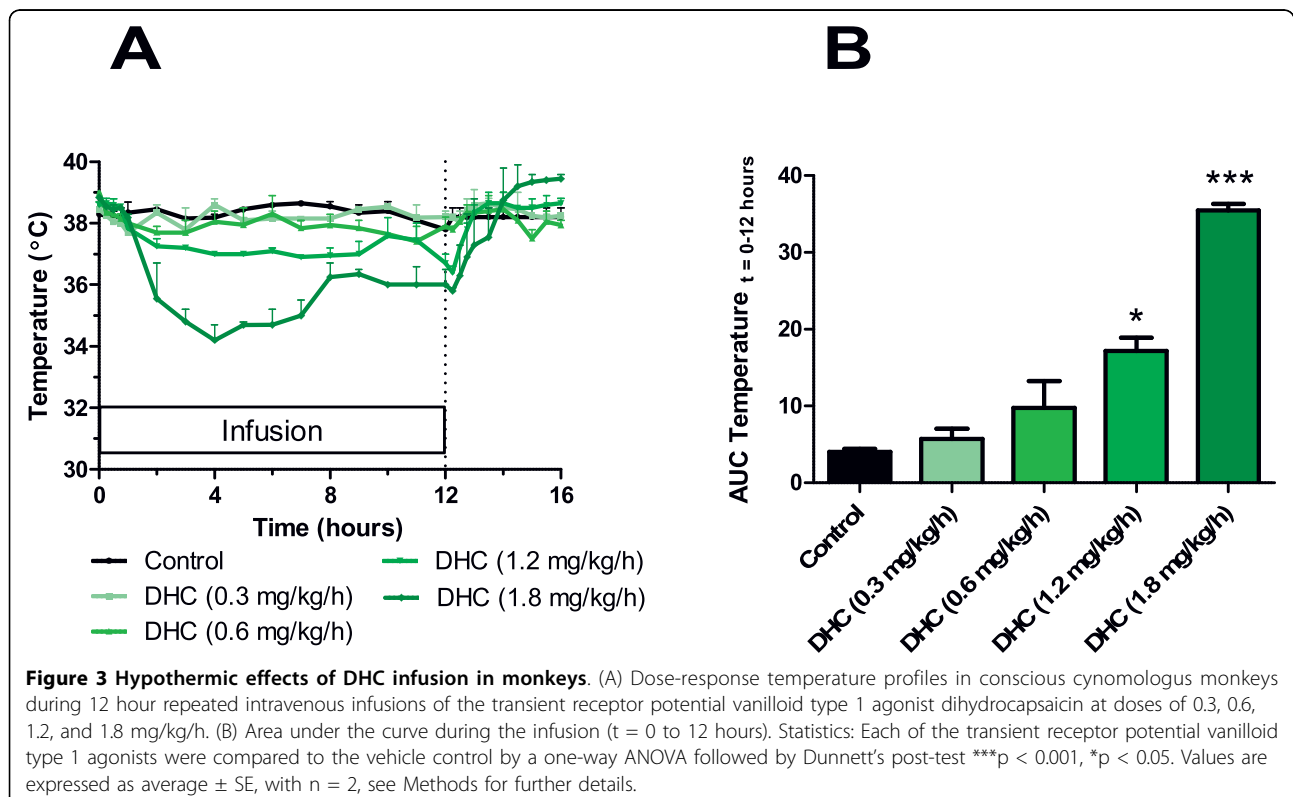 A
B
40
38
36
34
32
30
Temperature (°C)
Infusion
0
4
8
12
16
Time (hours)
Control
DHC (0.3 mg/kg/h)
DHC (0.6 mg/kg/h)
DHC (1.2 mg/kg/h)
DHC (1.8 mg/kg/h)
40
30
20
10
0
AUC Temperature t = 0-12 hours
*
***
Control
DHC (0.3 mg/kg/h)
DHC (0.6 mg/kg/h)
DHC (1.2 mg/kg/h)
DHC (1.8 mg/kg/h)
Figure 3 Hypothermic effects of DHC infusion in monkeys. (A) Dose-response temperature profiles in conscious cynomologus monkeys
during 12 hour repeated intravenous infusions of the transient receptor potential vanilloid type 1 agonist dihydrocapsaicin at doses of 0.3, 0.6,
1.2, and 1.8 mg/kg/h. (B) Area under the curve during the infusion (t = 0 to 12 hours). Statistics: Each of the transient receptor potential vanilloid
type 1 agonists were compared to the vehicle control by a one-way ANOVA followed by Dunnett's post-test ***p < 0.001, *p < 0.05. Values are
expressed as average ± SE, with n = 2, see Methods for further details.